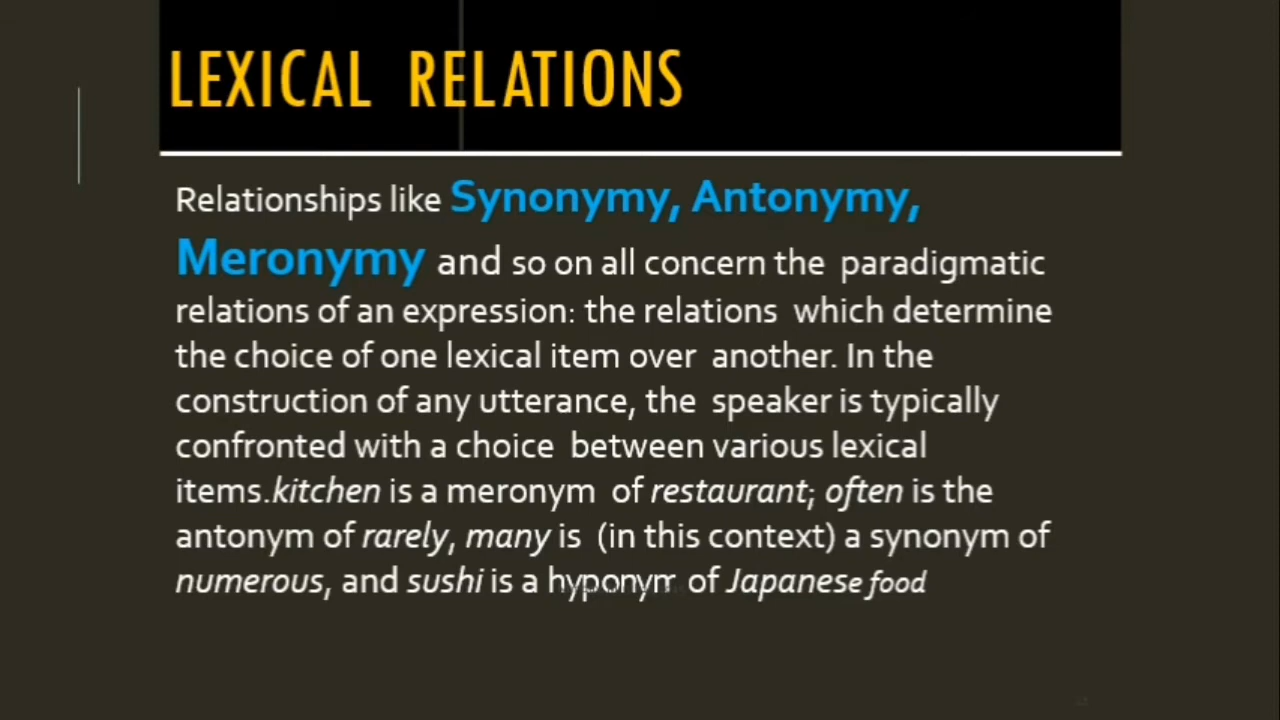 LEXICAL RELATIONS
Relationships like Synonymy, Antonymy,
Meronymy and so on all concern the paradigmatic
relations of an expression: the relations which determine
the choice of one lexical item over another. In the
construction of any utterance, the speaker is typically
confronted with a choice between various lexical
items.kitchen is a meronym of restaurant; often is the
antonym of rarely, many is (in this context) a synonym of
numerous, and sushi is a hyponym of Japanese food